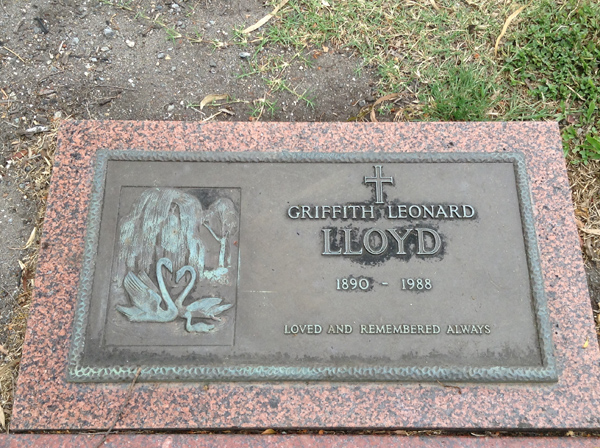 GRIFFITH LEONARD
LLOYD
1890 - 1988
LOVED AND REMEMBERED ALWAYS